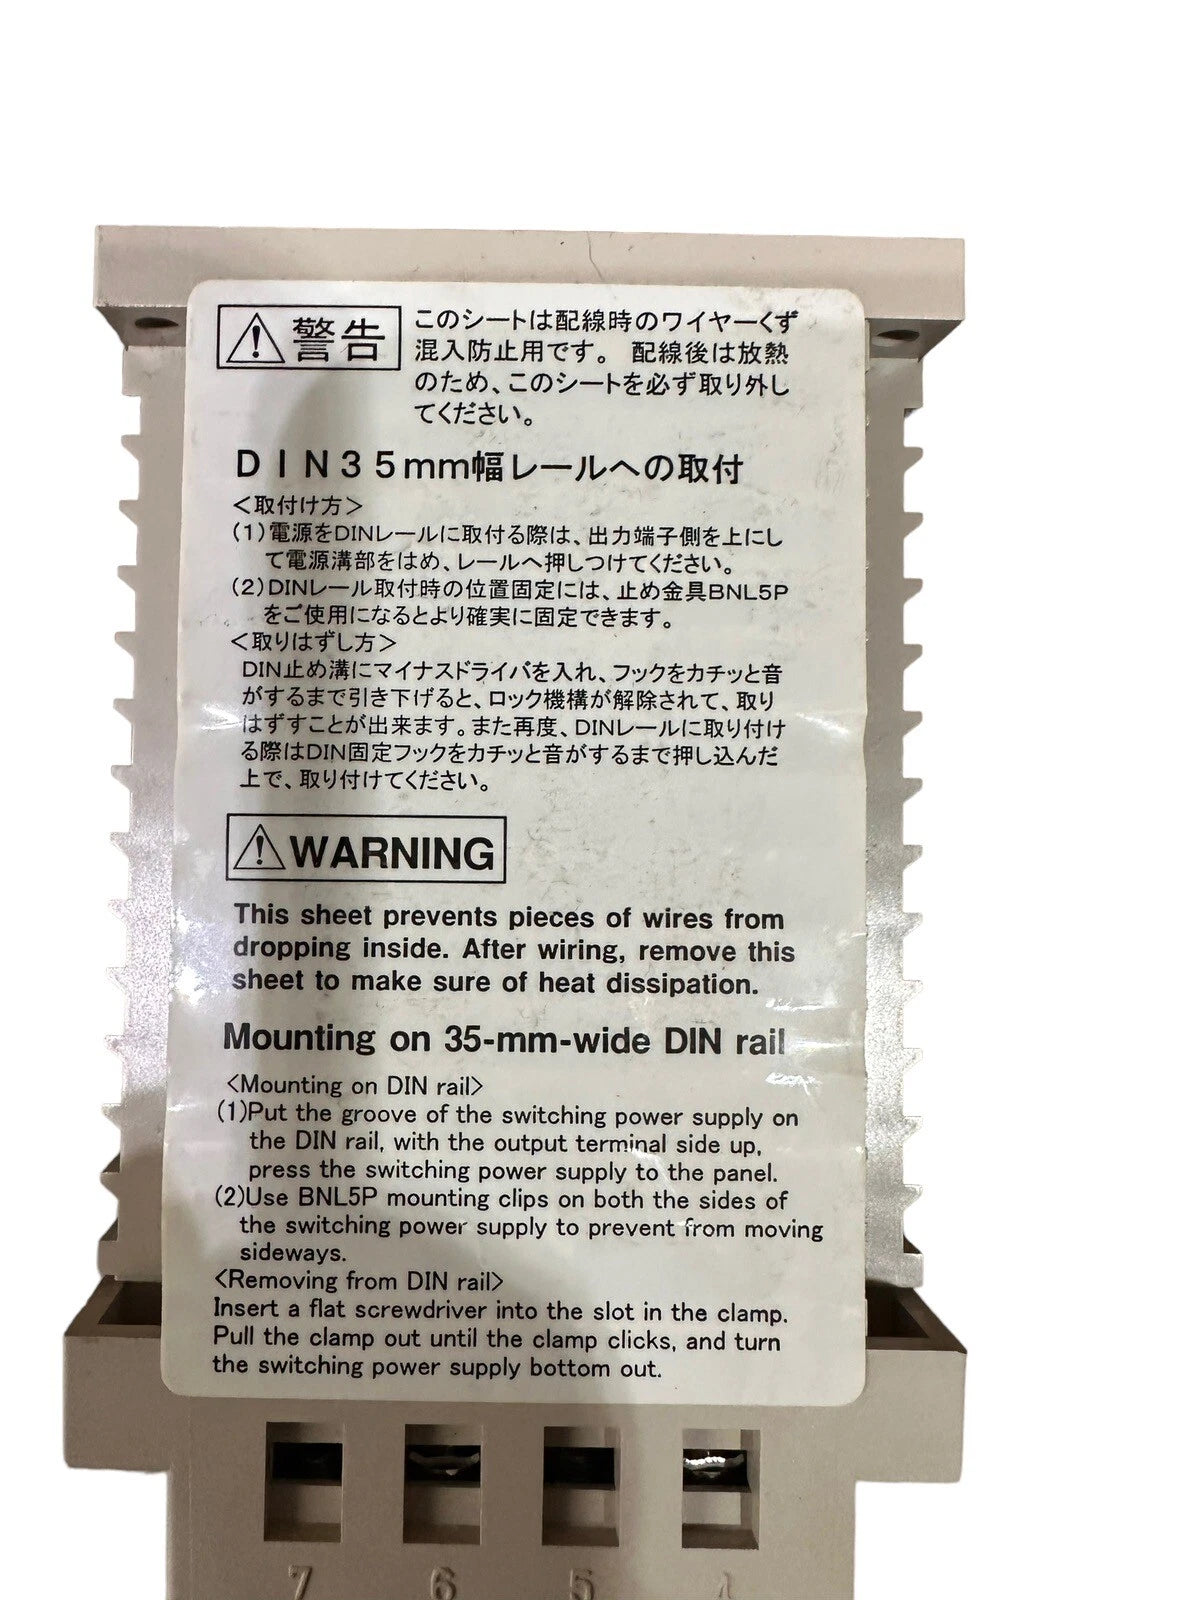 警告
このシートは配線時のワイヤーくず
混入防止用です。 配線後は放熱
のため、このシートを必ず取り外し
てください。
DIN35mm幅レールへの取付
<取付け方>
(1)電源をDINレールに取付る際は、出力端子側を上にし
て電源溝部をはめ、レールへ押しつけてください。
(2)DINレール取付時の位置固定には、止め金具BNL5P
をご使用になるとより確実に固定できます。
<取りはずし方>
DIN止め溝にマイナスドライバを入れ、フックをカチッと音
がするまで引き下げると、ロック機構が解除されて、取り
はずすことが出来ます。また再度、DINレールに取り付け
る際はDIN固定フックをカチッと音がするまで押し込んだ
上で、取り付けてください。
WARNING
This sheet prevents pieces of wires from
dropping inside. After wiring, remove this
sheet to make sure of heat dissipation.
Mounting on 35-mm-wide DIN rail
<Mounting on DIN rail>
(1)Put the groove of the switching power supply on
the DIN rail, with the output terminal side up,
press the switching power supply to the panel.
(2)Use BNL5P mounting clips on both the sides of
the switching power supply to prevent from moving
sideways.
<Removing from DIN rail>
Insert a flat screwdriver into the slot in the clamp.
Pull the clamp out until the clamp clicks, and turn
the switching power supply bottom out.
7 6 5 4